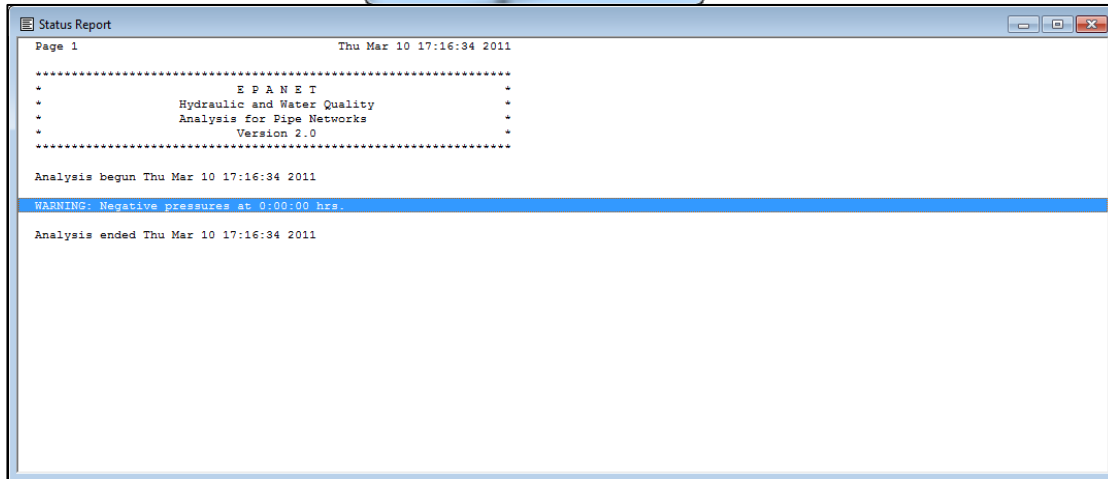 Status Report
Page 1 Thu Mar 10 17:16:34 2011
******************************************************************
* E P A N E T *
* Hydraulic and Water Quality *
* Analysis for Pipe Networks *
* Version 2.0 *
******************************************************************
Analysis begun Thu Mar 10 17:16:34 2011
WARNING: Negative pressures at 0:00:00 hrs.
Analysis ended Thu Mar 10 17:16:34 2011